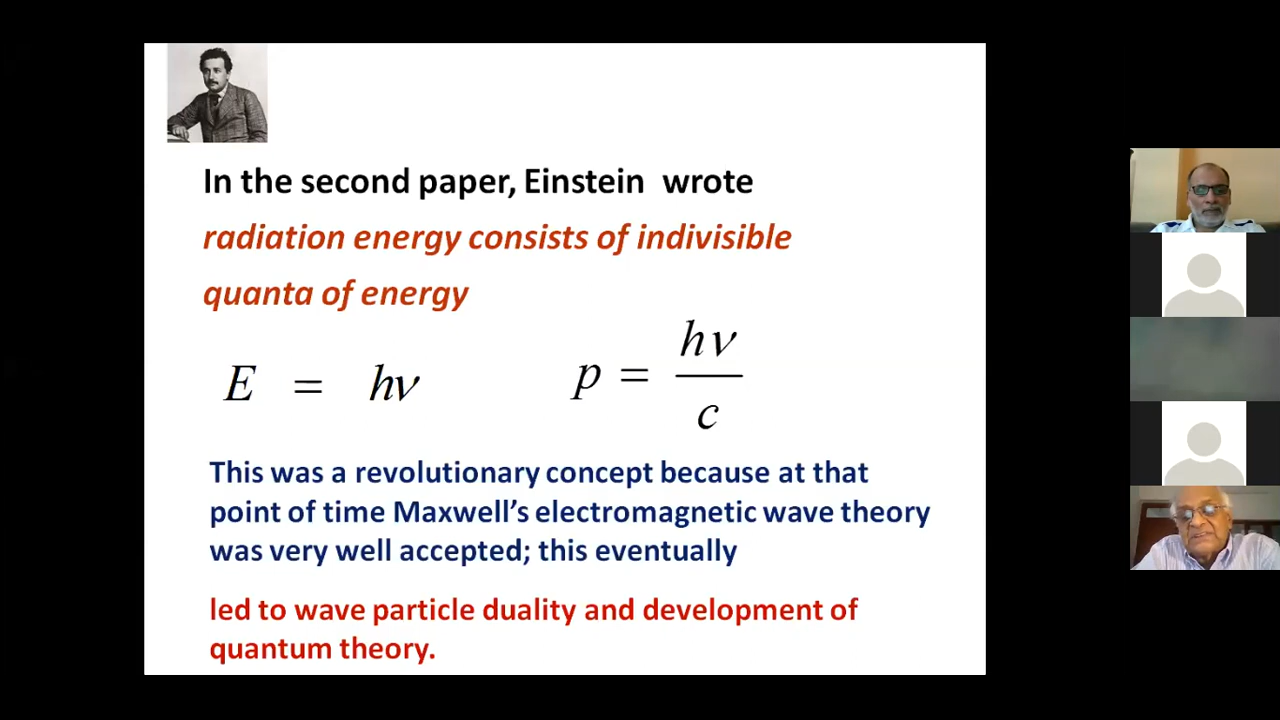 In the second paper, Einstein wrote
radiation energy consists of indivisible
quanta of energy
E = hν
p = hν/c
This was a revolutionary concept because at that
point of time Maxwell's electromagnetic wave theory
was very well accepted; this eventually
led to wave particle duality and development of
quantum theory.